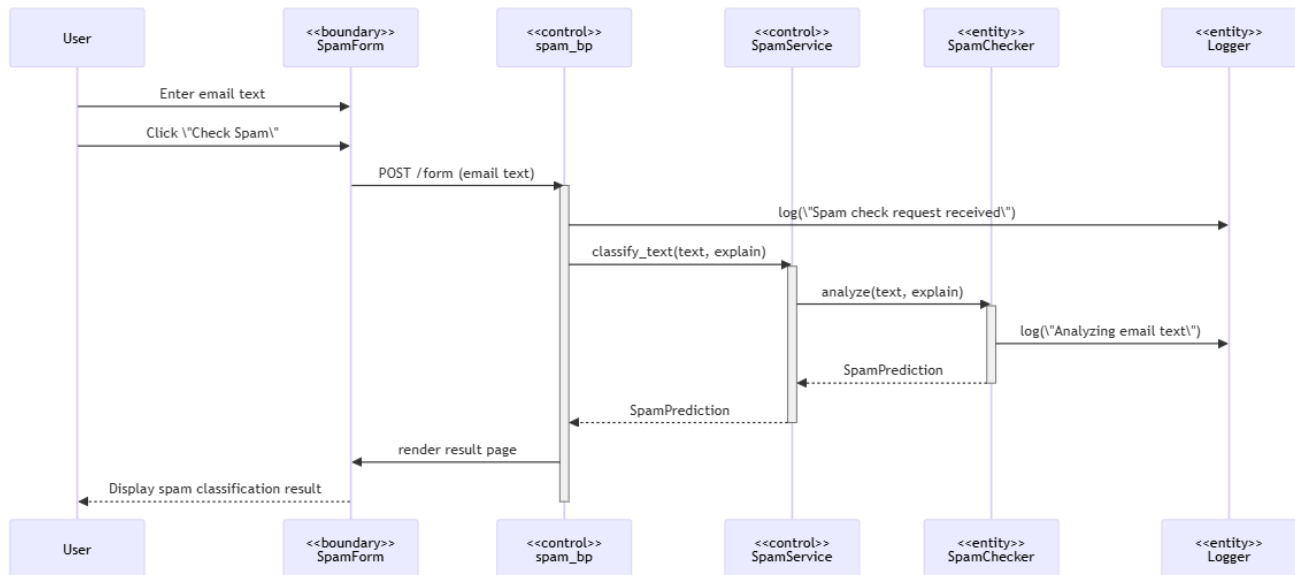 User
<<boundary>>
SpamForm
<<control>>
spam_bp
<<control>>
SpamService
<<entity>>
SpamChecker
<<entity>>
Logger
Enter email text
Click \"Check Spam\"
POST /form (email text)
log(\"Spam check request received\")
classify_text(text, explain)
analyze(text, explain)
log(\"Analyzing email text\")
SpamPrediction
SpamPrediction
render result page
Display spam classification result
User
<<boundary>>
SpamForm
<<control>>
spam_bp
<<control>>
SpamService
<<entity>>
SpamChecker
<<entity>>
Logger